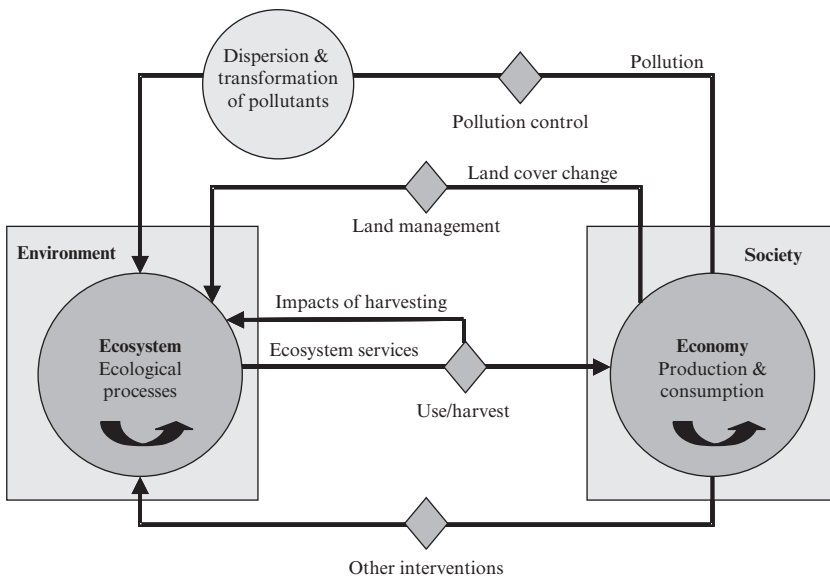 Dispersion &
transformation
of pollutants
Pollution
Pollution control
Land cover change
Land management
Environment
Society
Impacts of harvesting
Ecosystem
Ecological
processes
Ecosystem services
Economy
Production &
consumption
Use/harvest
Other interventions